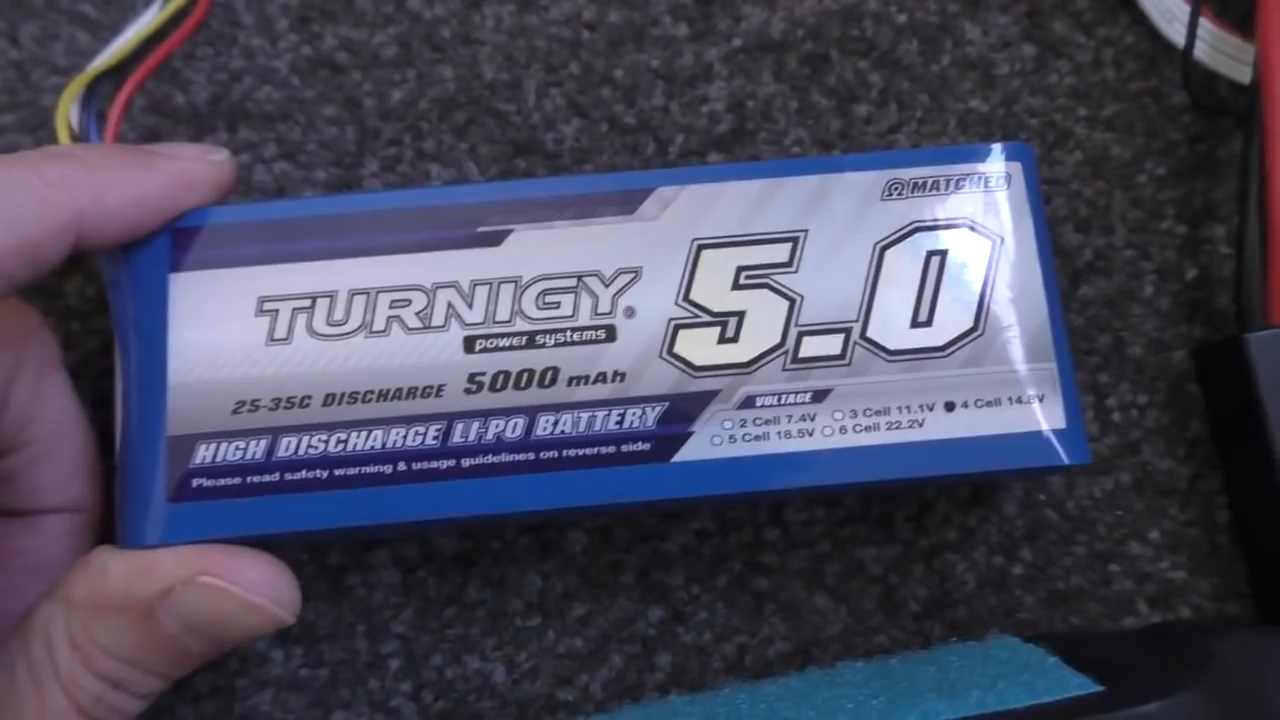 Ω MATCHED
TURNIGY®
power systems
5.0
25-35C DISCHARGE 5000 mAh
HIGH DISCHARGE LI-PO BATTERY
Please read safety warning & usage guidelines on reverse side
VOLTAGE
2 Cell 7.4V 3 Cell 11.1V 4 Cell 14.8V
5 Cell 18.5V 6 Cell 22.2V